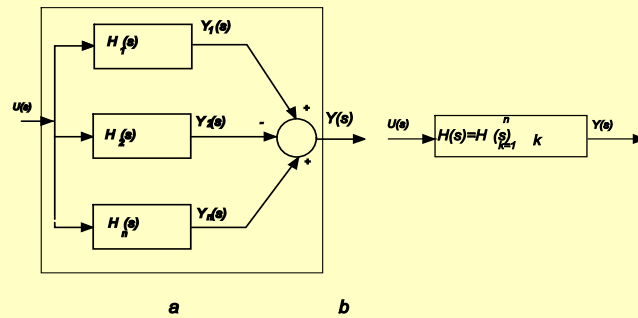 H₁(s)
Y₁(s)
U(s)
+
H₂(s)
Y₂(s)
-
Y(s)
+
Hₙ(s)
Yₙ(s)
U(s)
n
H(s)=H (s)
k=1 k
Y(s)
a
b